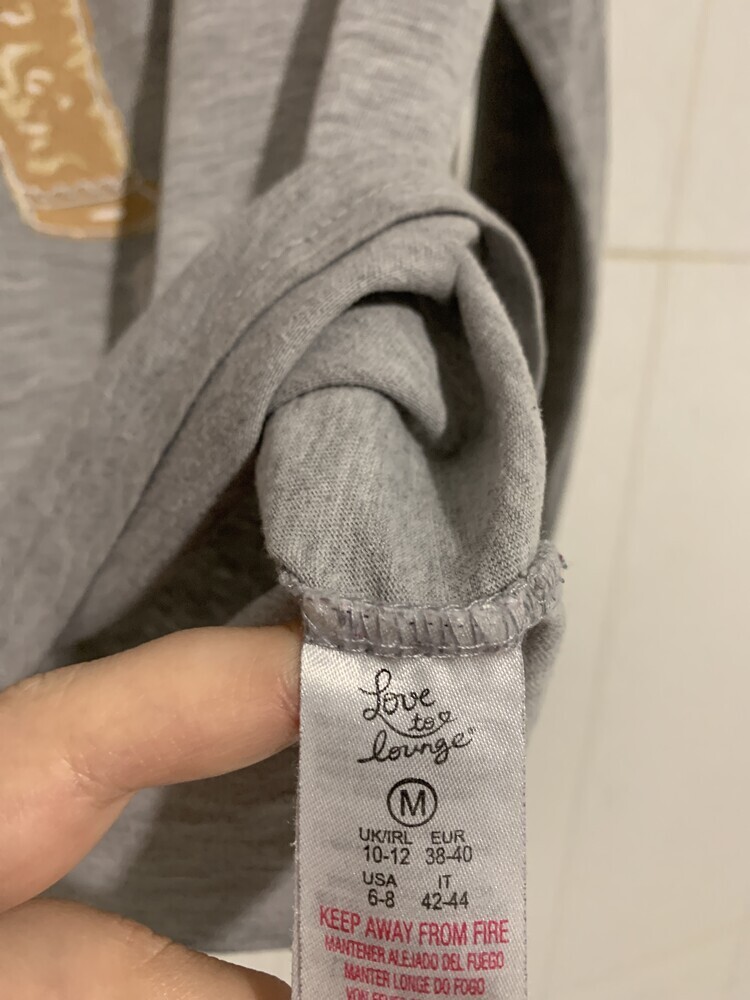 Love
to
lounge
M
UK/IRL EUR
10-12 38-40
USA IT
6-8 42-44
KEEP AWAY FROM FIRE
MANTENER ALEJADO DEL FUEGO
MANTER LONGE DO FOGO